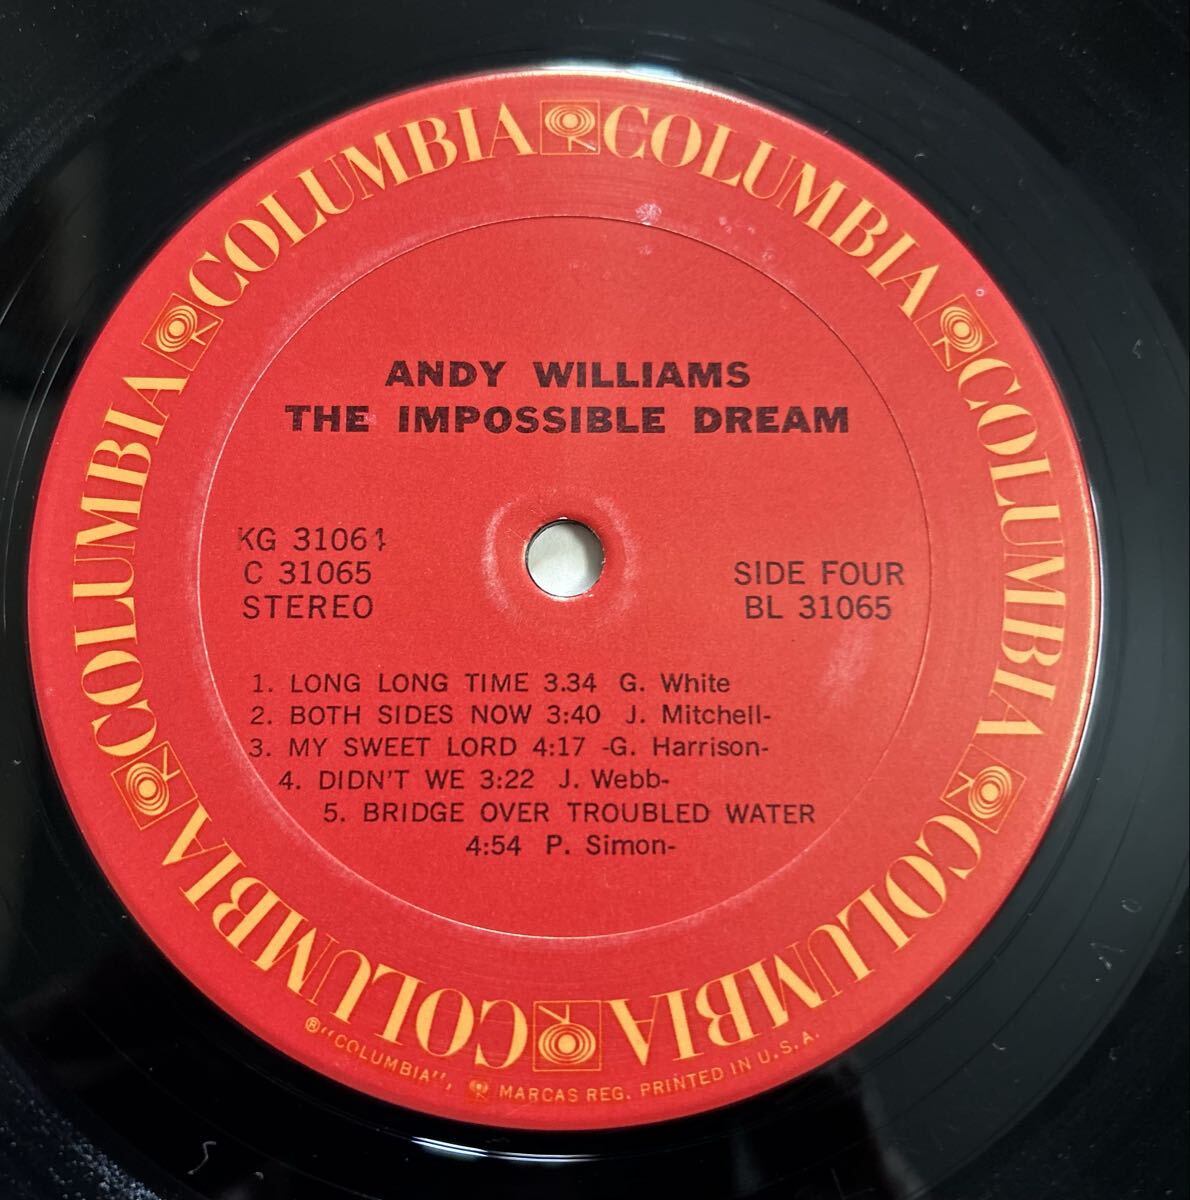 COLUMBIA COLUMBIA COLUMBIA COLUMBIA COLUMBIA COLUMBIA COLUMBIA
ANDY WILLIAMS
THE IMPOSSIBLE DREAM
KG 31064
C 31065
STEREO
SIDE FOUR
BL 31065
1. LONG LONG TIME 3.34 G. White
2. BOTH SIDES NOW 3:40 J. Mitchell-
3. MY SWEET LORD 4:17 -G. Harrison-
4. DIDN'T WE 3:22 J. Webb-
5. BRIDGE OVER TROUBLED WATER
4:54 P. Simon-
®"COLUMBIA", MARCAS REG. PRINTED IN U.S.A.